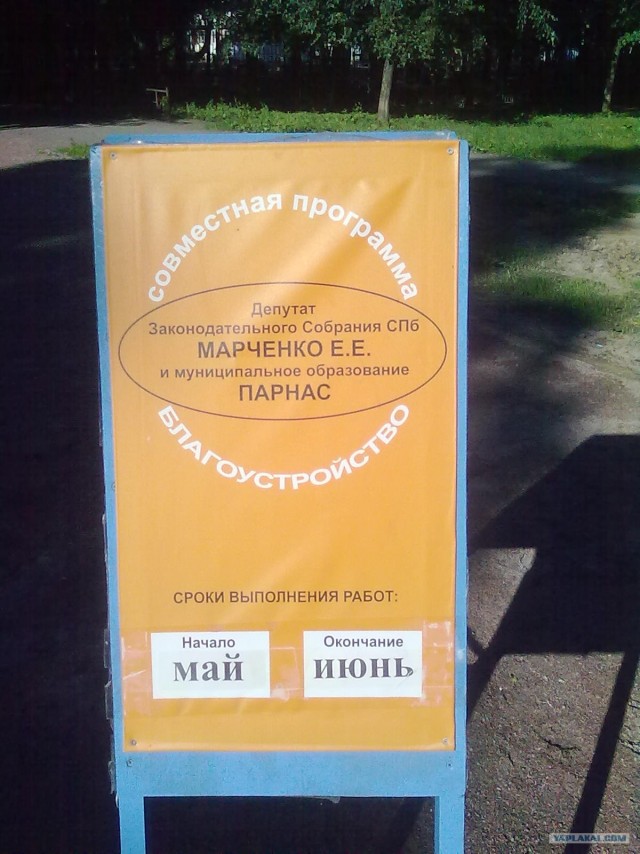 совместная программа
Депутат
Законодательного Собрания СПб
МАРЧЕНКО Е.Е.
и муниципальное образование
ПАРНАС
БЛАГОУСТРОЙСТВО
СРОКИ ВЫПОЛНЕНИЯ РАБОТ:
Начало
май
Окончание
июнь
YAPLAKAL.COM